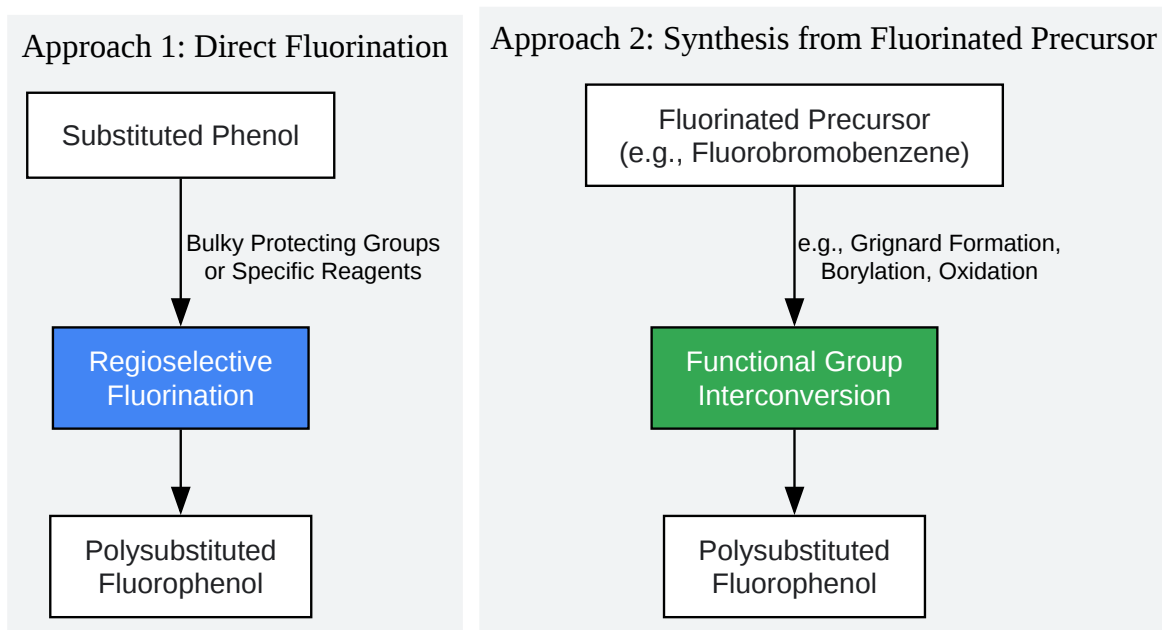 Approach 1: Direct Fluorination
Substituted Phenol
Bulky Protecting Groups
or Specific Reagents
Regioselective
Fluorination
Polysubstituted
Fluorophenol
Approach 2: Synthesis from Fluorinated Precursor
Fluorinated Precursor
(e.g., Fluorobromobenzene)
e.g., Grignard Formation,
Borylation, Oxidation
Functional Group
Interconversion
Polysubstituted
Fluorophenol